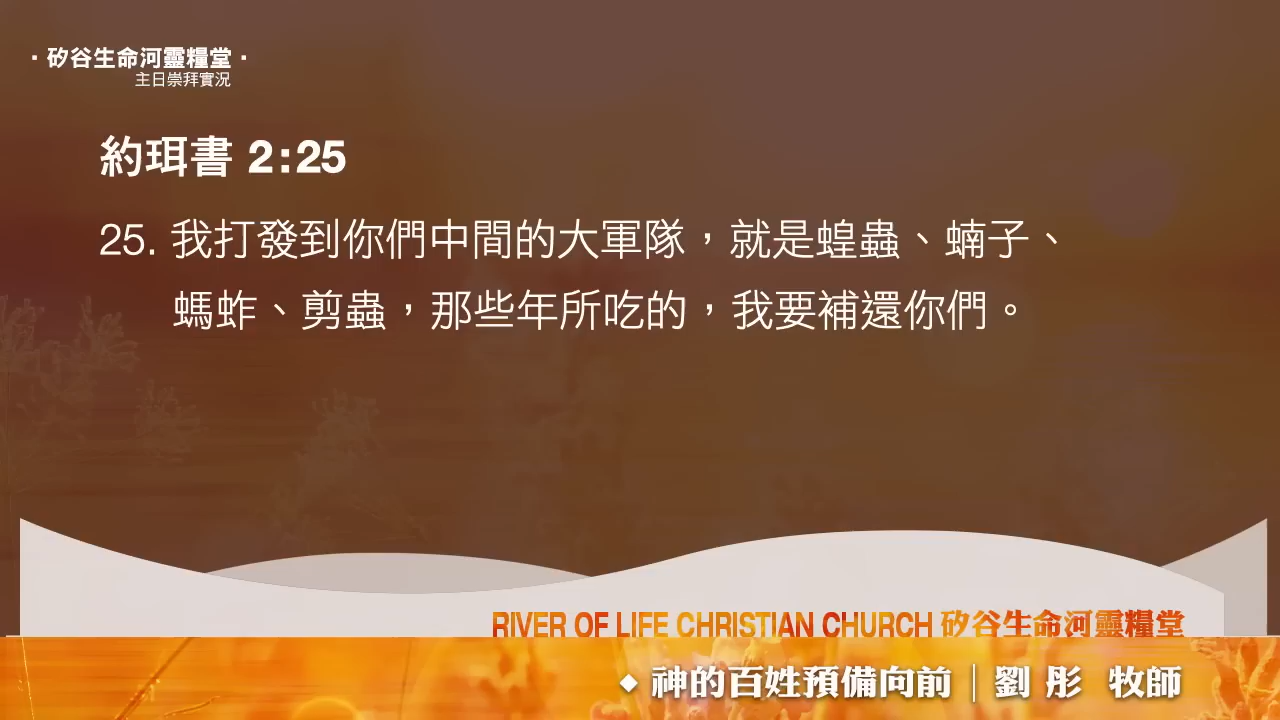 ·矽谷生命河靈糧堂·
主日崇拜實況
約珥書 2:25
25. 我打發到你們中間的大軍隊，就是蝗蟲、蝻子、
螞蚱、剪蟲，那些年所吃的，我要補還你們。
RIVER OF LIFE CHRISTIAN CHURCH 矽谷生命河靈糧堂
◆ 神的百姓預備向前｜劉 彤 牧師